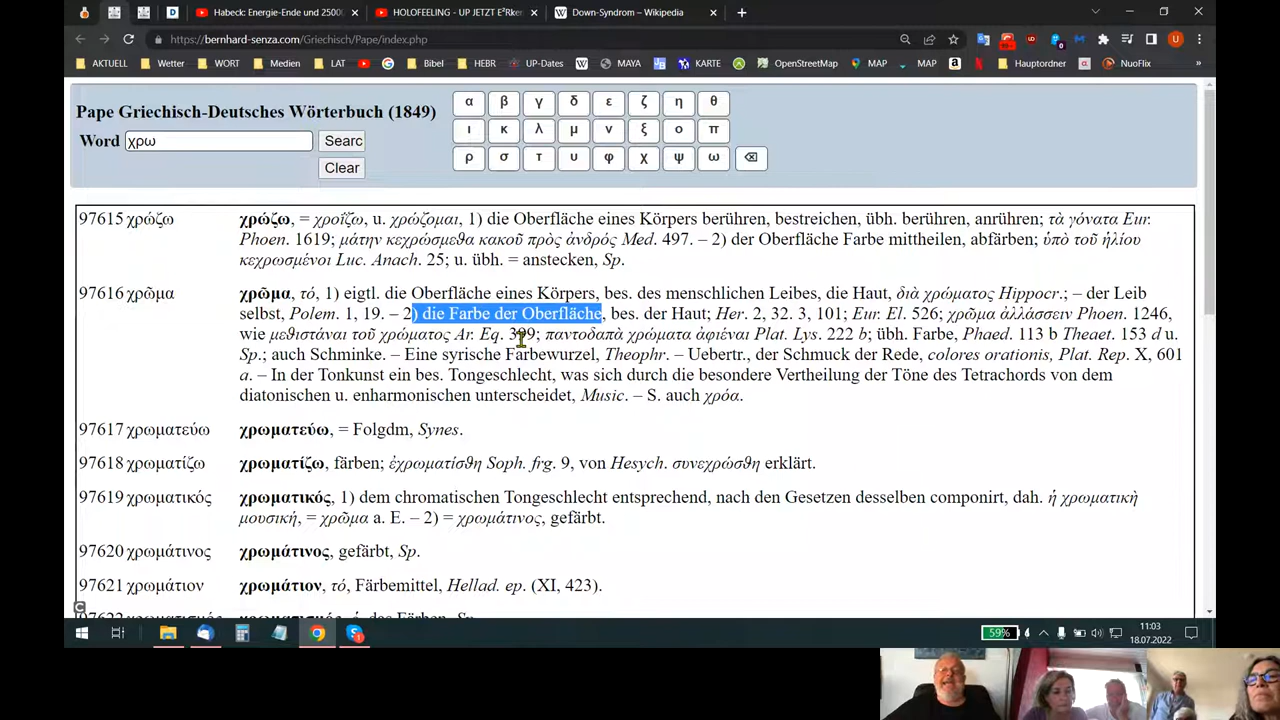 Habeck: Energie-Ende und 2500(
HOLOFEELING - UP JETZT E²Rker
Down-Syndrom – Wikipedia
https://bernhard-senza.com/Griechisch/Pape/index.php
AKTUELL Wetter WORT Medien LAT Bibel HEBR UP-Dates MAYA KARTE OpenStreetMap MAP MAP Hauptordner NuoFlix
Pape Griechisch-Deutsches Wörterbuch (1849)
Word χρω Searc
Clear
α β γ δ ε ζ η θ
ι κ λ μ ν ξ ο π
ρ σ τ υ φ χ ψ ω
97615 χρώζω χρώζω, = χροΐζω, u. χρώζομαι, 1) die Oberfläche eines Körpers berühren, bestreichen, übh. berühren, anrühren; τὰ γόνατα Eur.
Phoen. 1619; μάτην κεχρώσμεθα κακοῦ πρὸς ἀνδρός Med. 497. – 2) der Oberfläche Farbe mittheilen, abfärben; ὑπὸ τοῦ ἡλίου
κεχρωσμένοι Luc. Anach. 25; u. übh. = anstecken, Sp.
97616 χρῶμα χρῶμα, τό, 1) eigtl. die Oberfläche eines Körpers, bes. des menschlichen Leibes, die Haut, διὰ χρώματος Hippocr.; – der Leib
selbst, Polem. 1, 19. – 2) die Farbe der Oberfläche, bes. der Haut; Her. 2, 32. 3, 101; Eur. El. 526; χρῶμα ἀλλάσσειν Phoen. 1246,
wie μεθιστάναι τοῦ χρώματος Ar. Eq. 399; παντοδαπὰ χρώματα ἀφιέναι Plat. Lys. 222 b; übh. Farbe, Phaed. 113 b Theaet. 153 d u.
Sp.; auch Schminke. – Eine syrische Färbewurzel, Theophr. – Uebertr., der Schmuck der Rede, colores orationis, Plat. Rep. X, 601
a. – In der Tonkunst ein bes. Tongeschlecht, was sich durch die besondere Vertheilung der Töne des Tetrachords von dem
diatonischen u. enharmonischen unterscheidet, Music. – S. auch χρόα.
97617 χρωματεύω χρωματεύω, = Folgdm, Synes.
97618 χρωματίζω χρωματίζω, färben; ἐχρωματίσθη Soph. frg. 9, von Hesych. συνεχρώσθη erklärt.
97619 χρωματικός χρωματικός, 1) dem chromatischen Tongeschlecht entsprechend, nach den Gesetzen desselben componirt, dah. ἡ χρωματικὴ
μουσική, = χρῶμα a. E. – 2) = χρωμάτινος, gefärbt.
97620 χρωμάτινος χρωμάτινος, gefärbt, Sp.
97621 χρωμάτιον χρωμάτιον, τό, Färbemittel, Hellad. ep. (XI, 423).
59%
11:03
18.07.2022